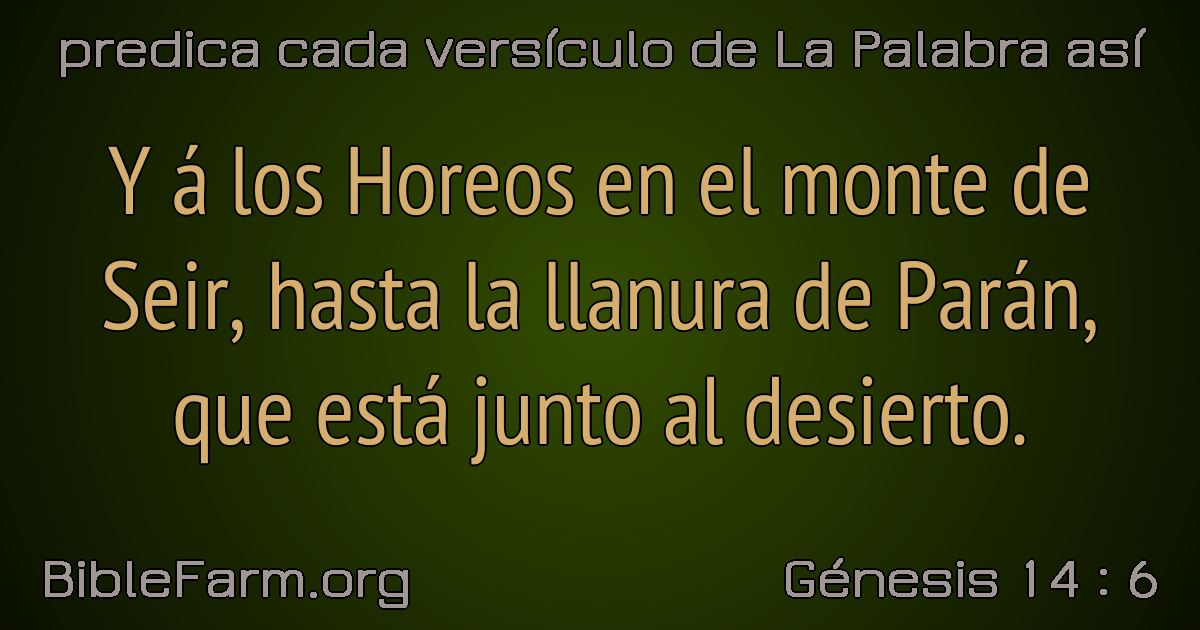 predica cada versículo de La Palabra así
Y á los Horeos en el monte de
Seir, hasta la llanura de Parán,
que está junto al desierto.
BibleFarm.org
Génesis 14 : 6